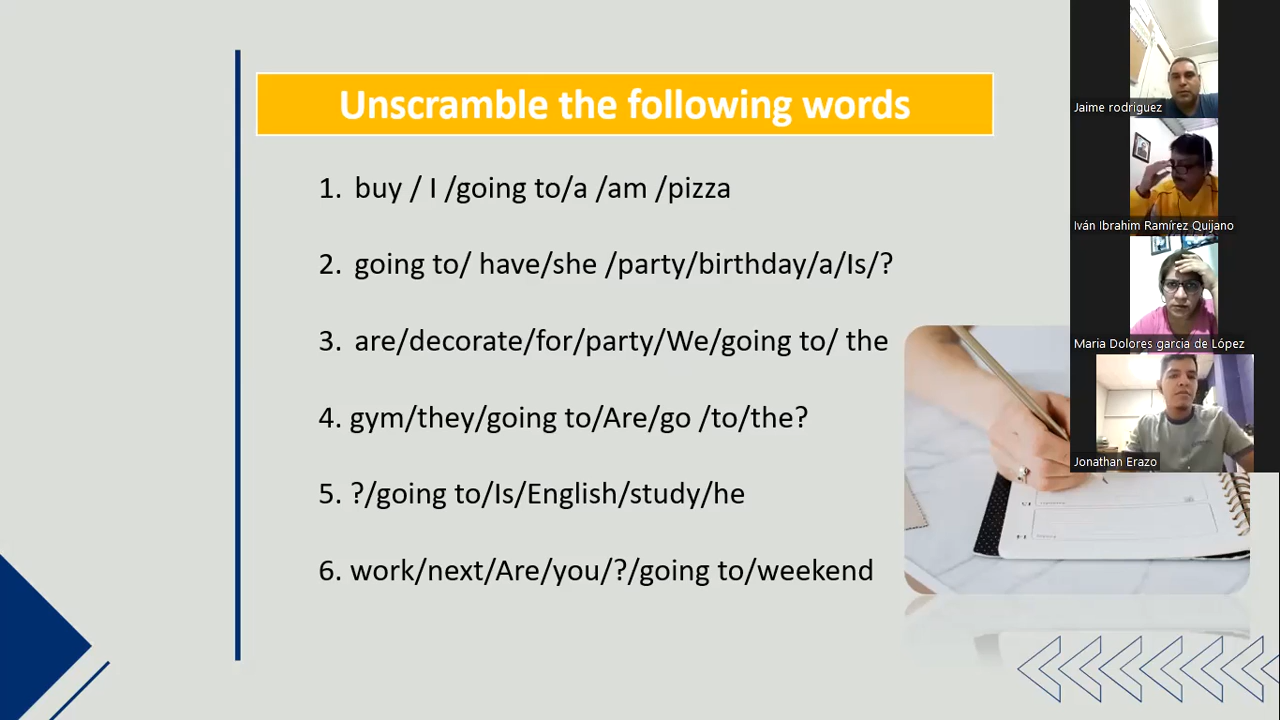 Unscramble the following words
1. buy / I /going to/a /am /pizza
2. going to/ have/she /party/birthday/a/Is/?
3. are/decorate/for/party/We/going to/ the
4. gym/they/going to/Are/go /to/the?
5. ?/going to/Is/English/study/he
6. work/next/Are/you/?/going to/weekend
Jaime rodriguez
Iván Ibrahim Ramírez Quijano
Maria Dolores garcia de López
Jonathan Erazo